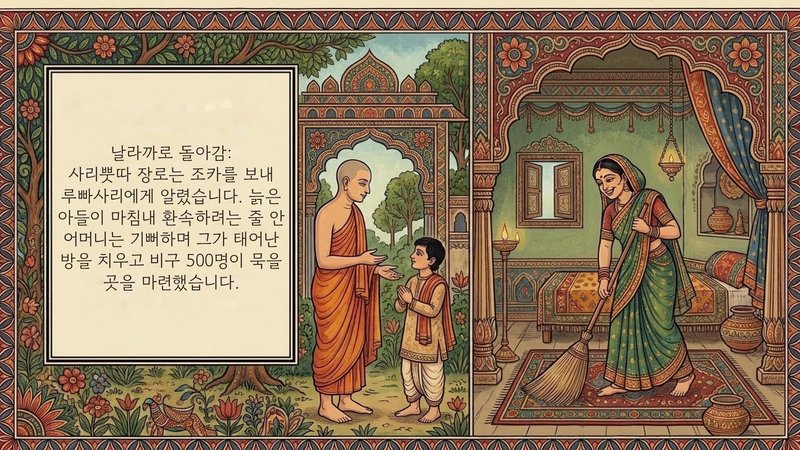 날라까로 돌아감:
사리뿟따 장로는 조카를 보내
루빠사리에게 알렸습니다. 늙은
아들이 마침내 환속하려는 줄 안
어머니는 기뻐하며 그가 태어난
방을 치우고 비구 500명이 묵을
곳을 마련했습니다.